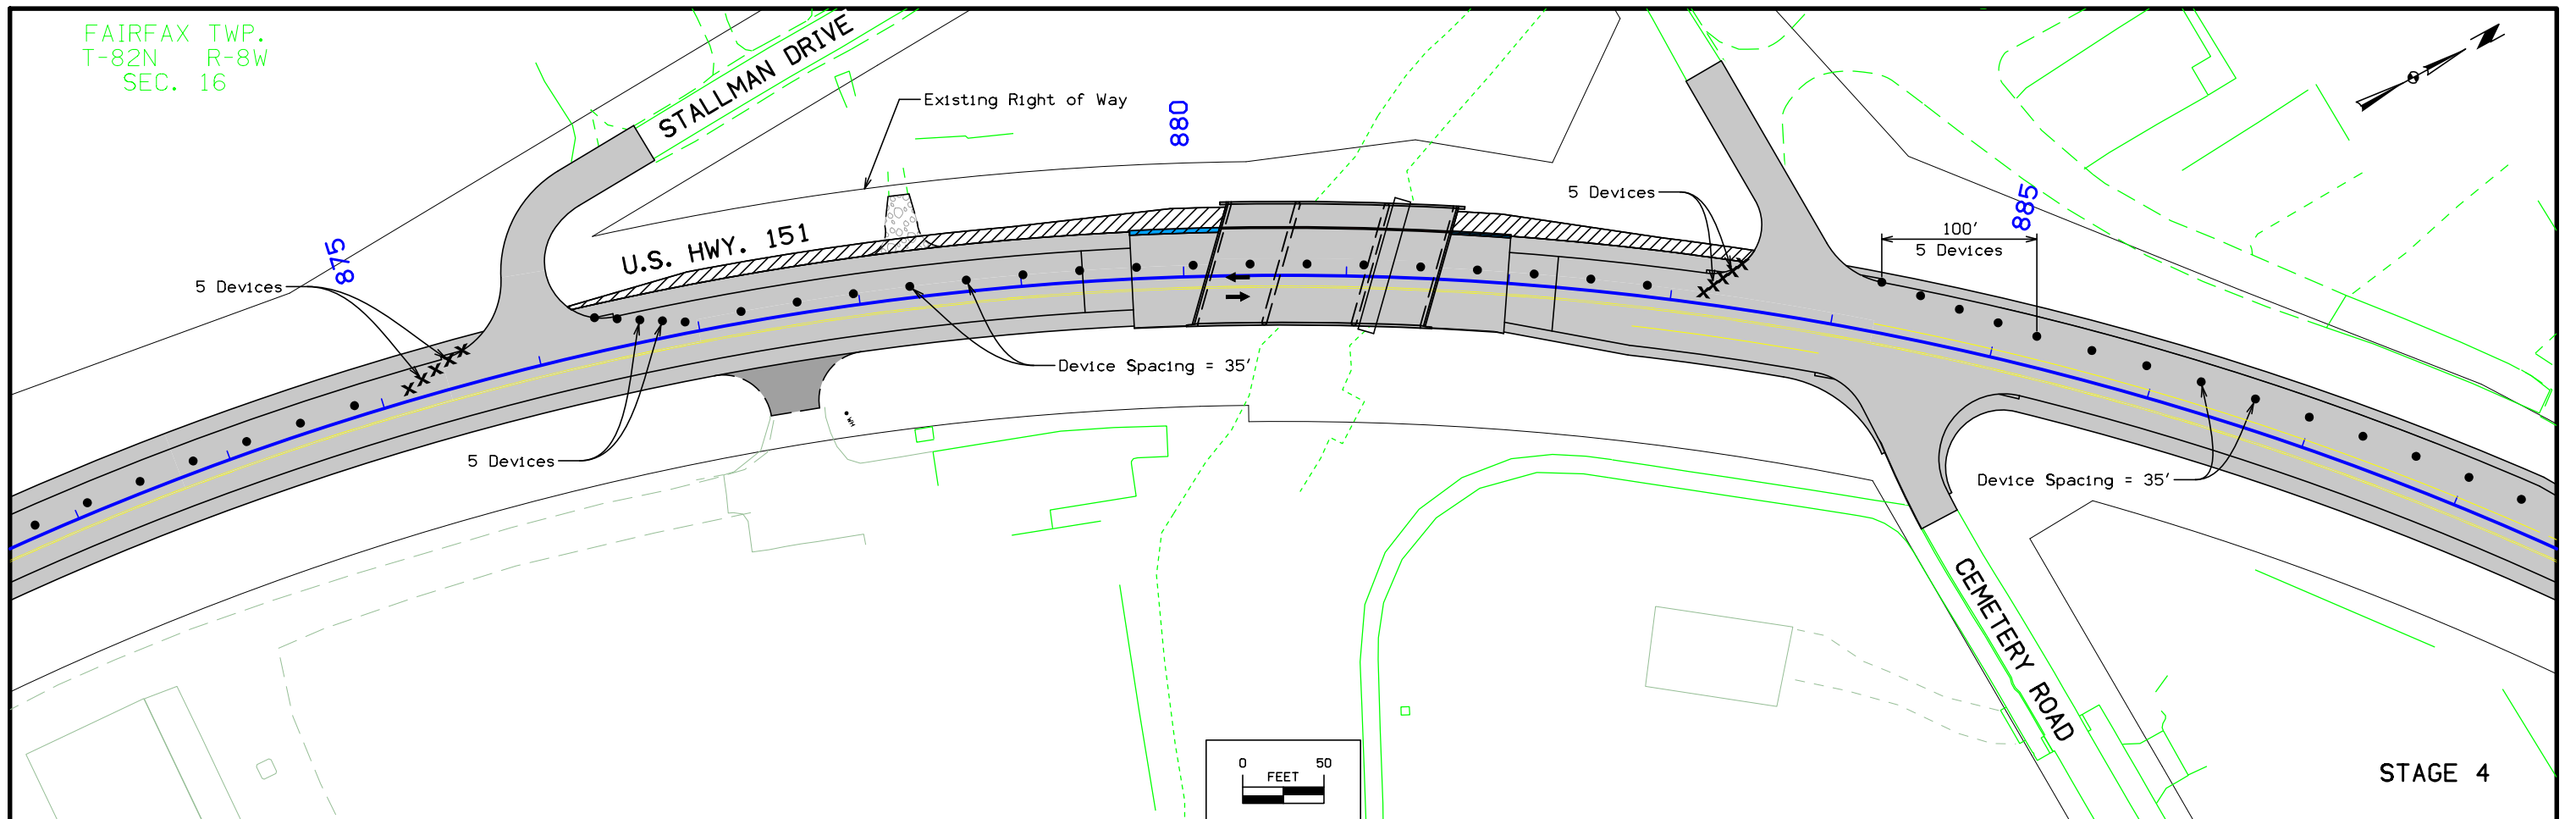 FAIRFAX TWP.
T-82N R-8W
SEC. 16
STALLMAN DRIVE
Existing Right of Way
880
N
5 Devices
885
100'
5 Devices
875
U.S. HWY. 151
5 Devices
Device Spacing = 35'
WH
5 Devices
Device Spacing = 35'
CEMETERY ROAD
0 50
FEET
STAGE 4